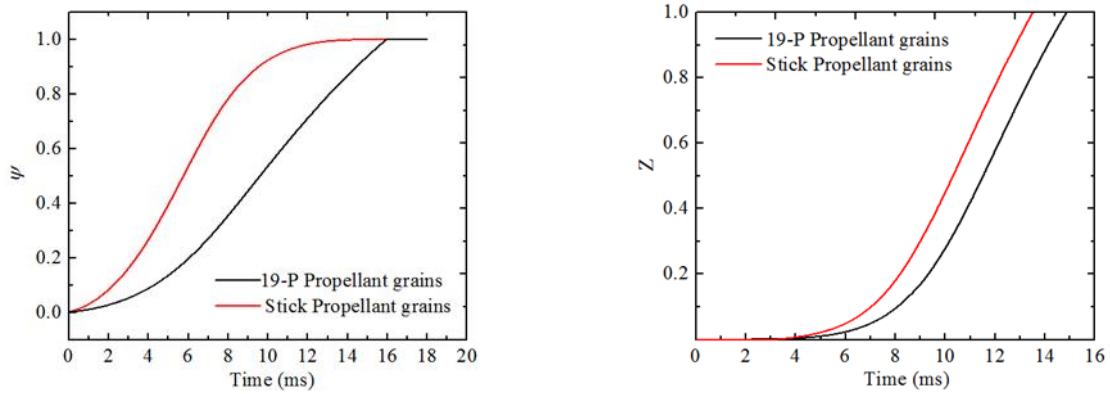 1.0
0.8
0.6
0.4
0.2
0.0
ψ
19-P Propellant grains
Stick Propellant grains
0 2 4 6 8 10 12 14 16 18 20
Time (ms)
1.0
0.8
0.6
0.4
0.2
Z
19-P Propellant grains
Stick Propellant grains
0 2 4 6 8 10 12 14 16
Time (ms)